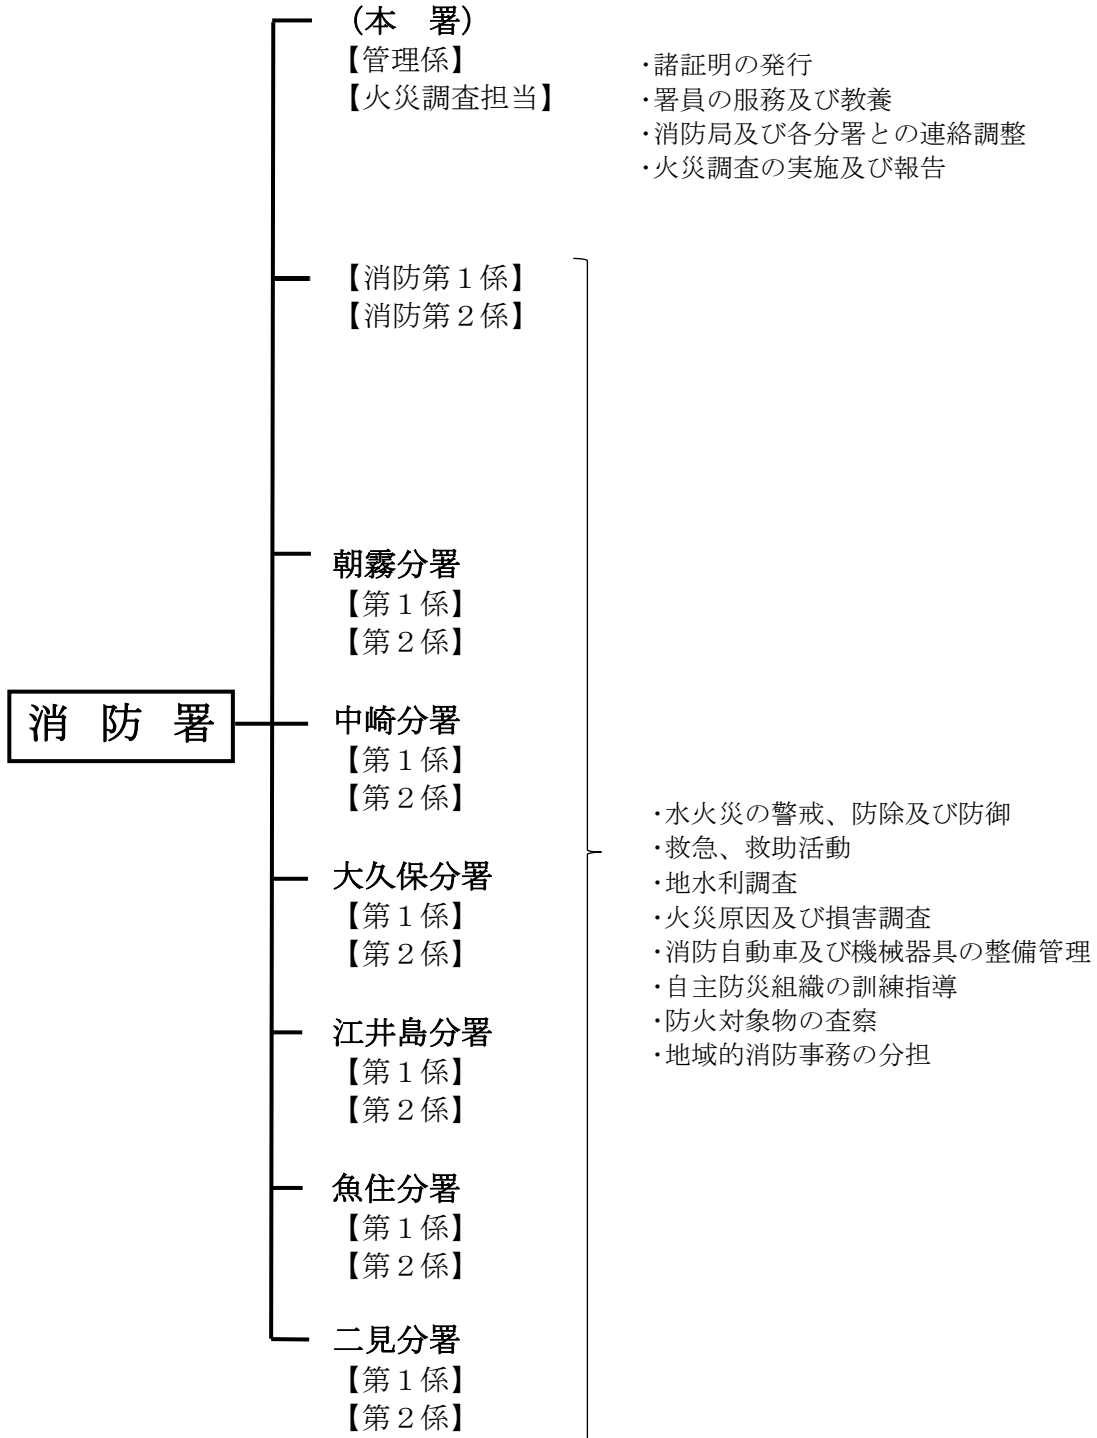 （本　署）
【管理係】
【火災調査担当】
・諸証明の発行
・署員の服務及び教養
・消防局及び各分署との連絡調整
・火災調査の実施及び報告
【消防第１係】
【消防第２係】
朝霧分署
【第１係】
【第２係】
消　防　署
中崎分署
【第１係】
【第２係】
大久保分署
【第１係】
【第２係】
江井島分署
【第１係】
【第２係】
魚住分署
【第１係】
【第２係】
二見分署
【第１係】
【第２係】
・水火災の警戒、防除及び防御
・救急、救助活動
・地水利調査
・火災原因及び損害調査
・消防自動車及び機械器具の整備管理
・自主防災組織の訓練指導
・防火対象物の査察
・地域的消防事務の分担